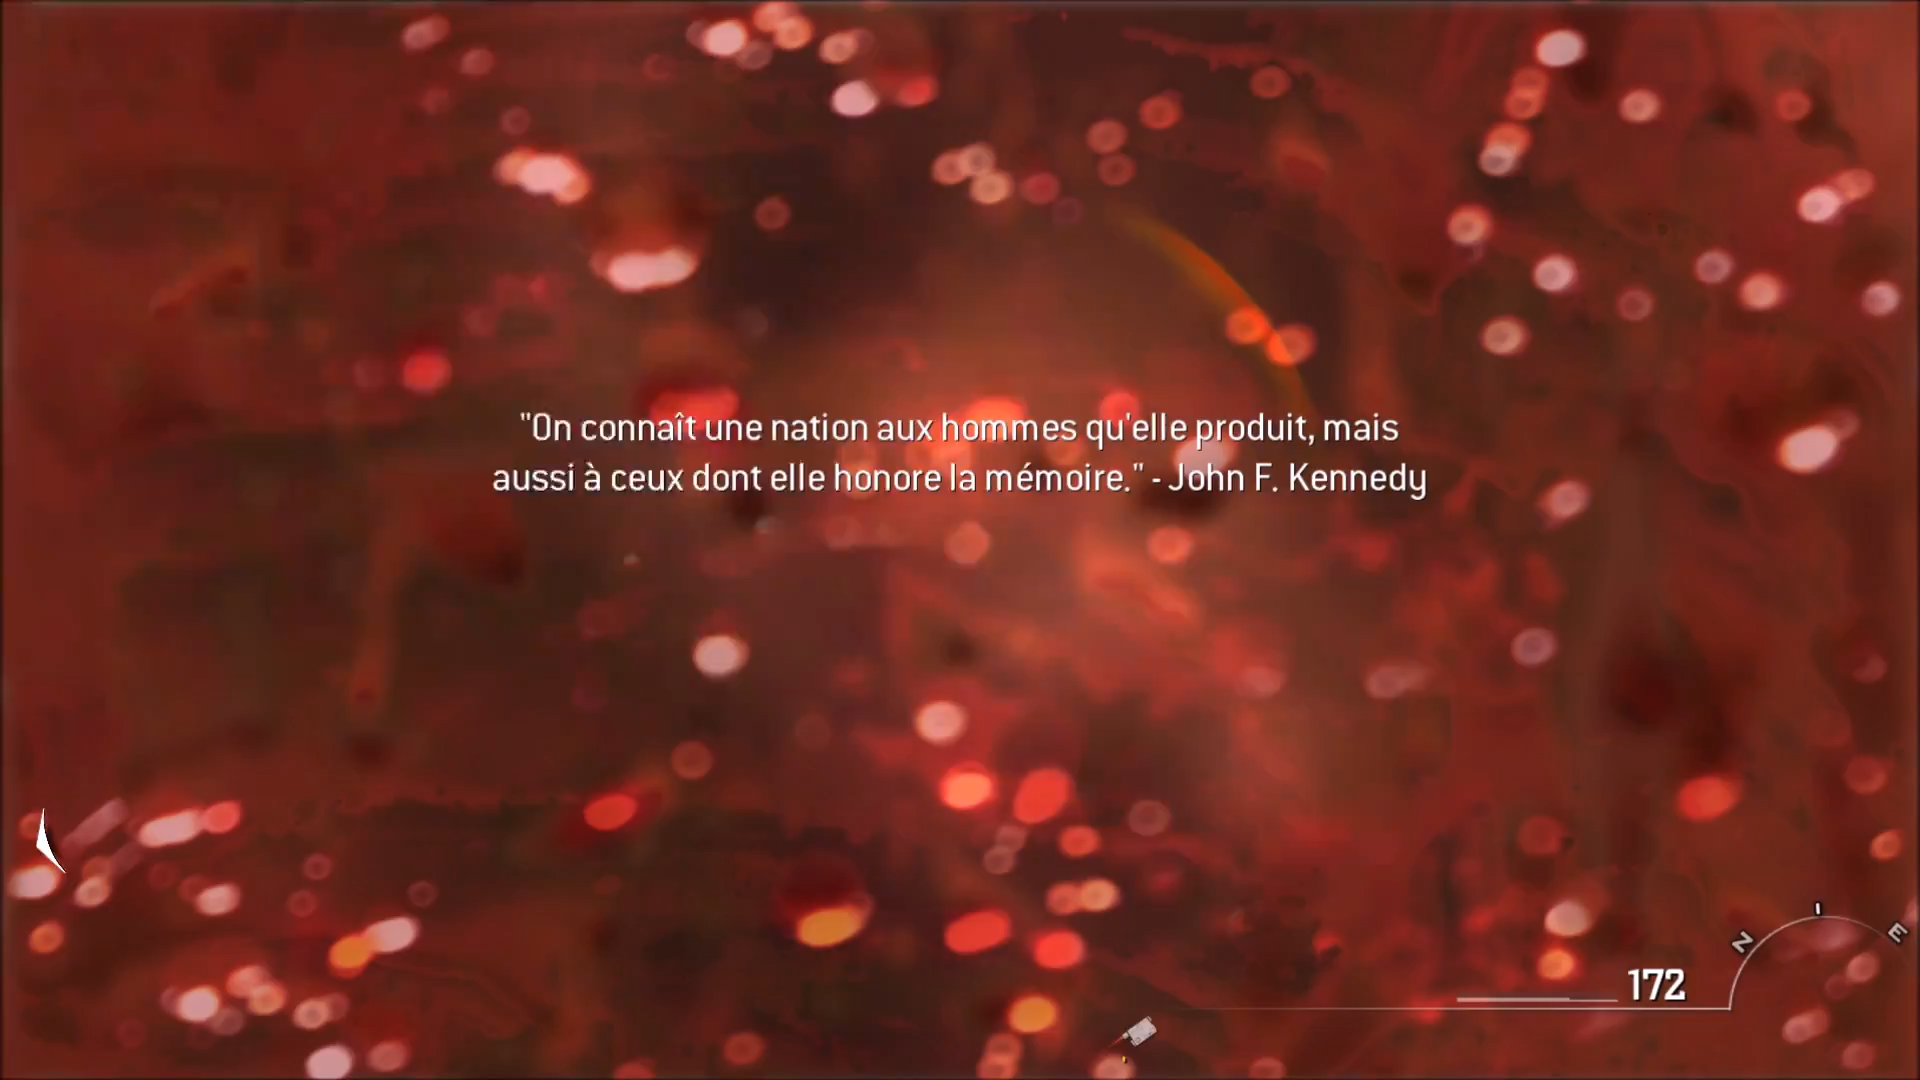 "On connaît une nation aux hommes qu'elle produit, mais
aussi à ceux dont elle honore la mémoire." - John F. Kennedy
N
E
172